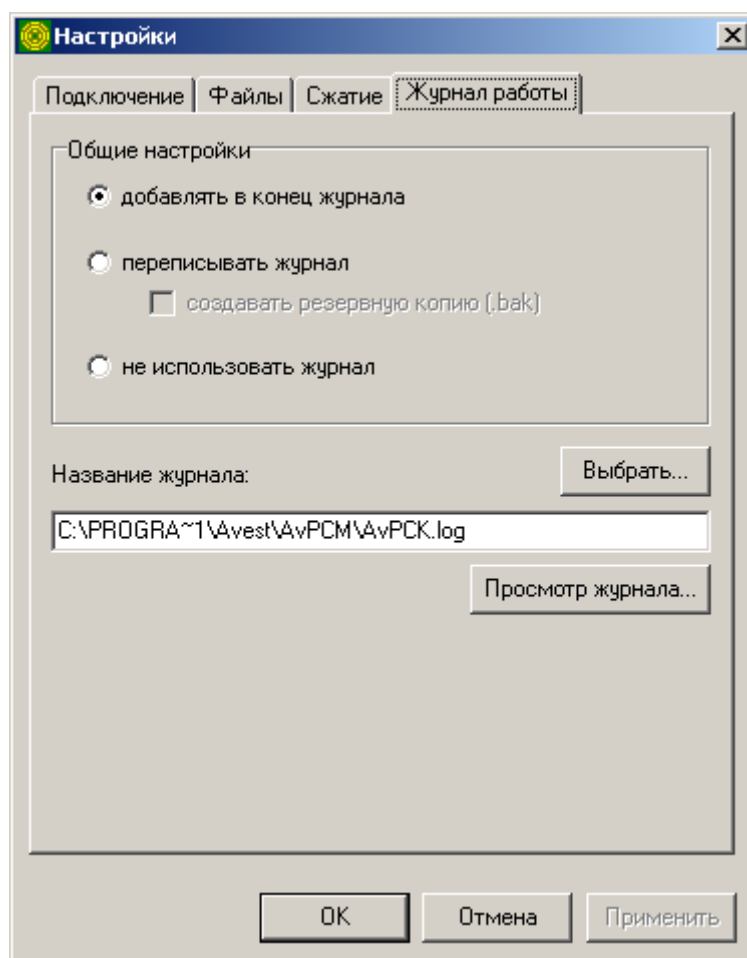 Настройки
Подключение Файлы Сжатие Журнал работы
Общие настройки
добавлять в конец журнала
переписывать журнал
создавать резервную копию (.bak)
не использовать журнал
Название журнала:
Выбрать...
C:\PROGRA~1\Avest\AvPCM\AvPCK.log
Просмотр журнала...
OK Отмена Применить